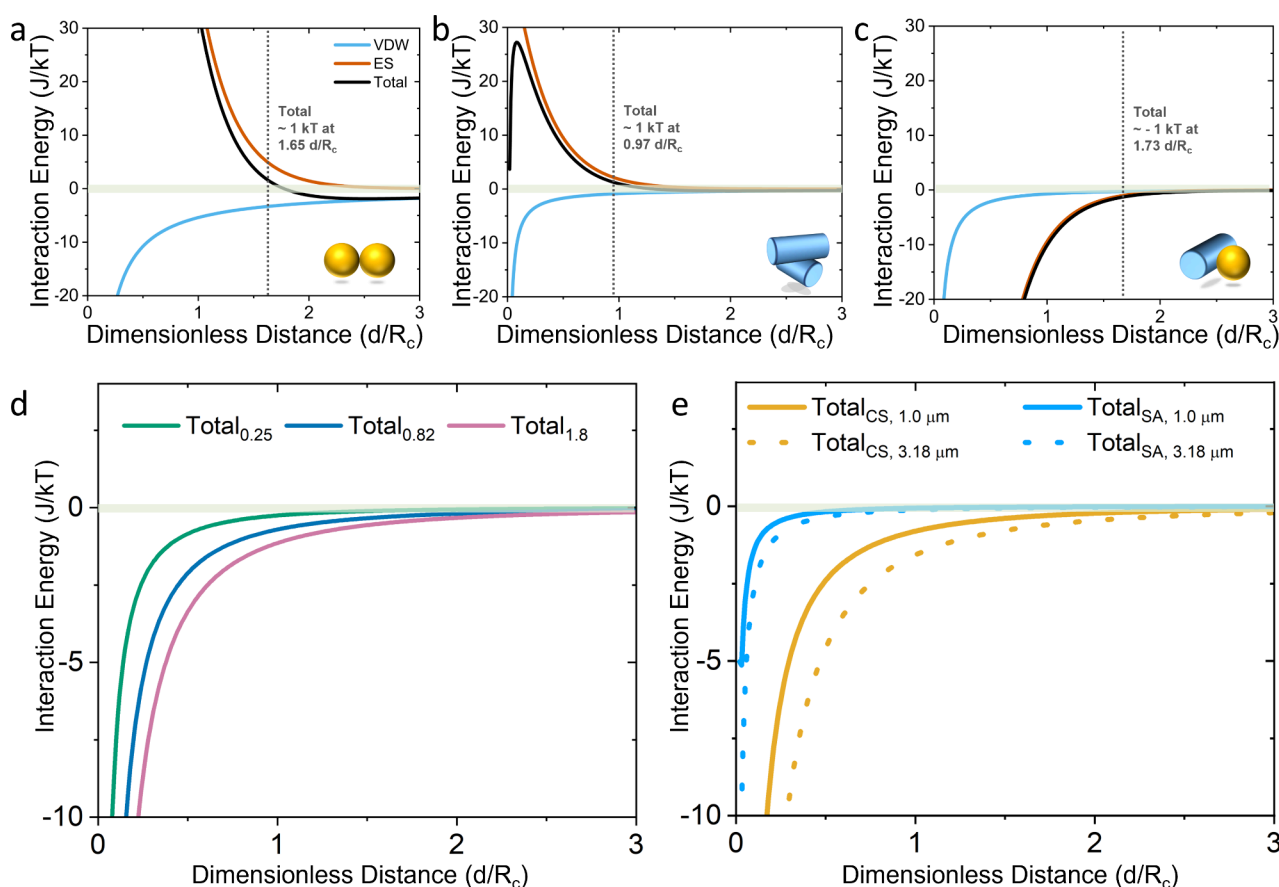 a
Interaction Energy (J/kT)
30
20
10
0
-10
-20
VDW
ES
Total
Total
~ 1 kT at
1.65 d/Rc
0
1
2
3
Dimensionless Distance (d/Rc)
b
Interaction Energy (J/kT)
30
20
10
0
-10
-20
Total
~ 1 kT at
0.97 d/Rc
0
1
2
3
Dimensionless Distance (d/Rc)
c
Interaction Energy (J/kT)
30
20
10
0
-10
-20
Total
~ - 1 kT at
1.73 d/Rc
0
1
2
3
Dimensionless Distance (d/Rc)
d
Interaction Energy (J/kT)
Total0.25 Total0.82 Total1.8
0
-5
-10
0
1
2
3
Dimensionless Distance (d/Rc)
e
Interaction Energy (J/kT)
TotalCS, 1.0 μm TotalSA, 1.0 μm
TotalCS, 3.18 μm TotalSA, 3.18 μm
0
-5
-10
0
1
2
3
Dimensionless Distance (d/Rc)